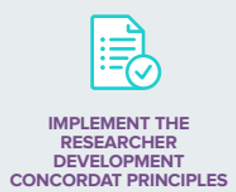 IMPLEMENT THE
RESEARCHER
DEVELOPMENT
CONCORDAT PRINCIPLES